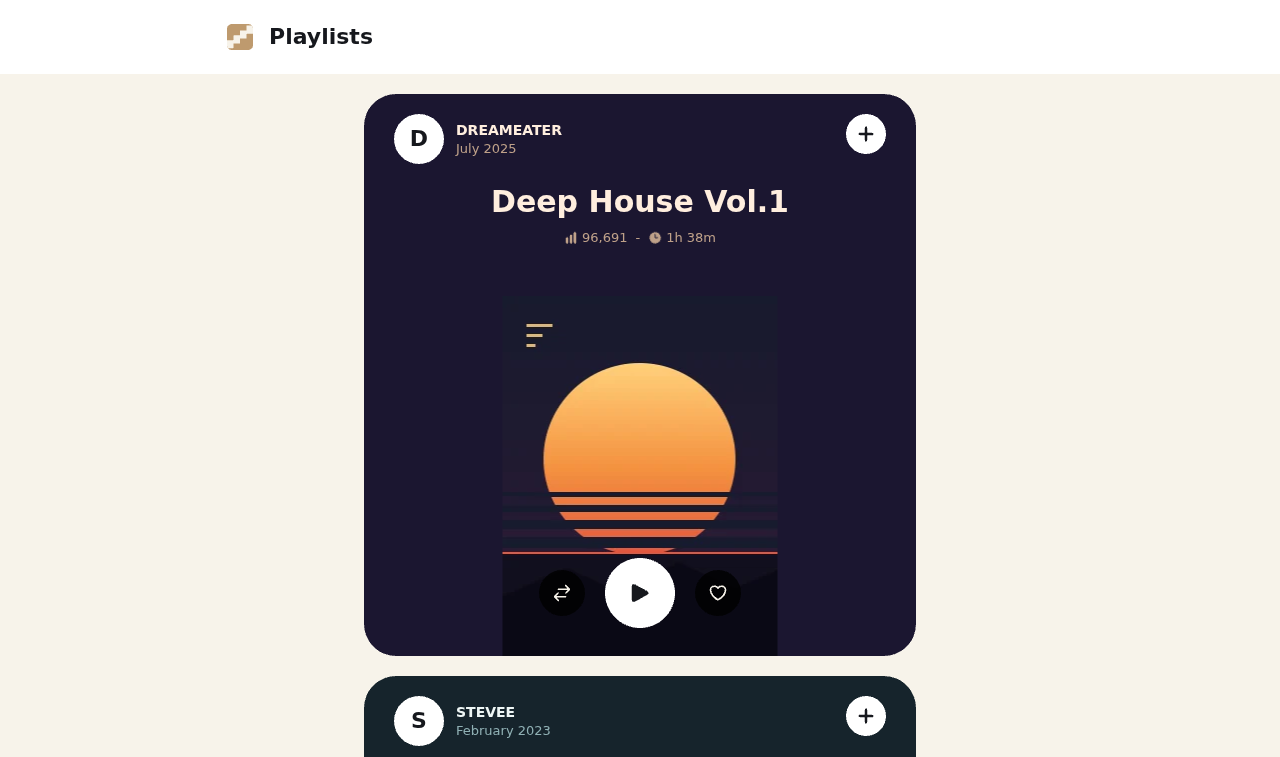 Playlists
D
DREAMEATER
July 2025
Deep House Vol.1
96,691 - 1h 38m
S
STEVEE
February 2023